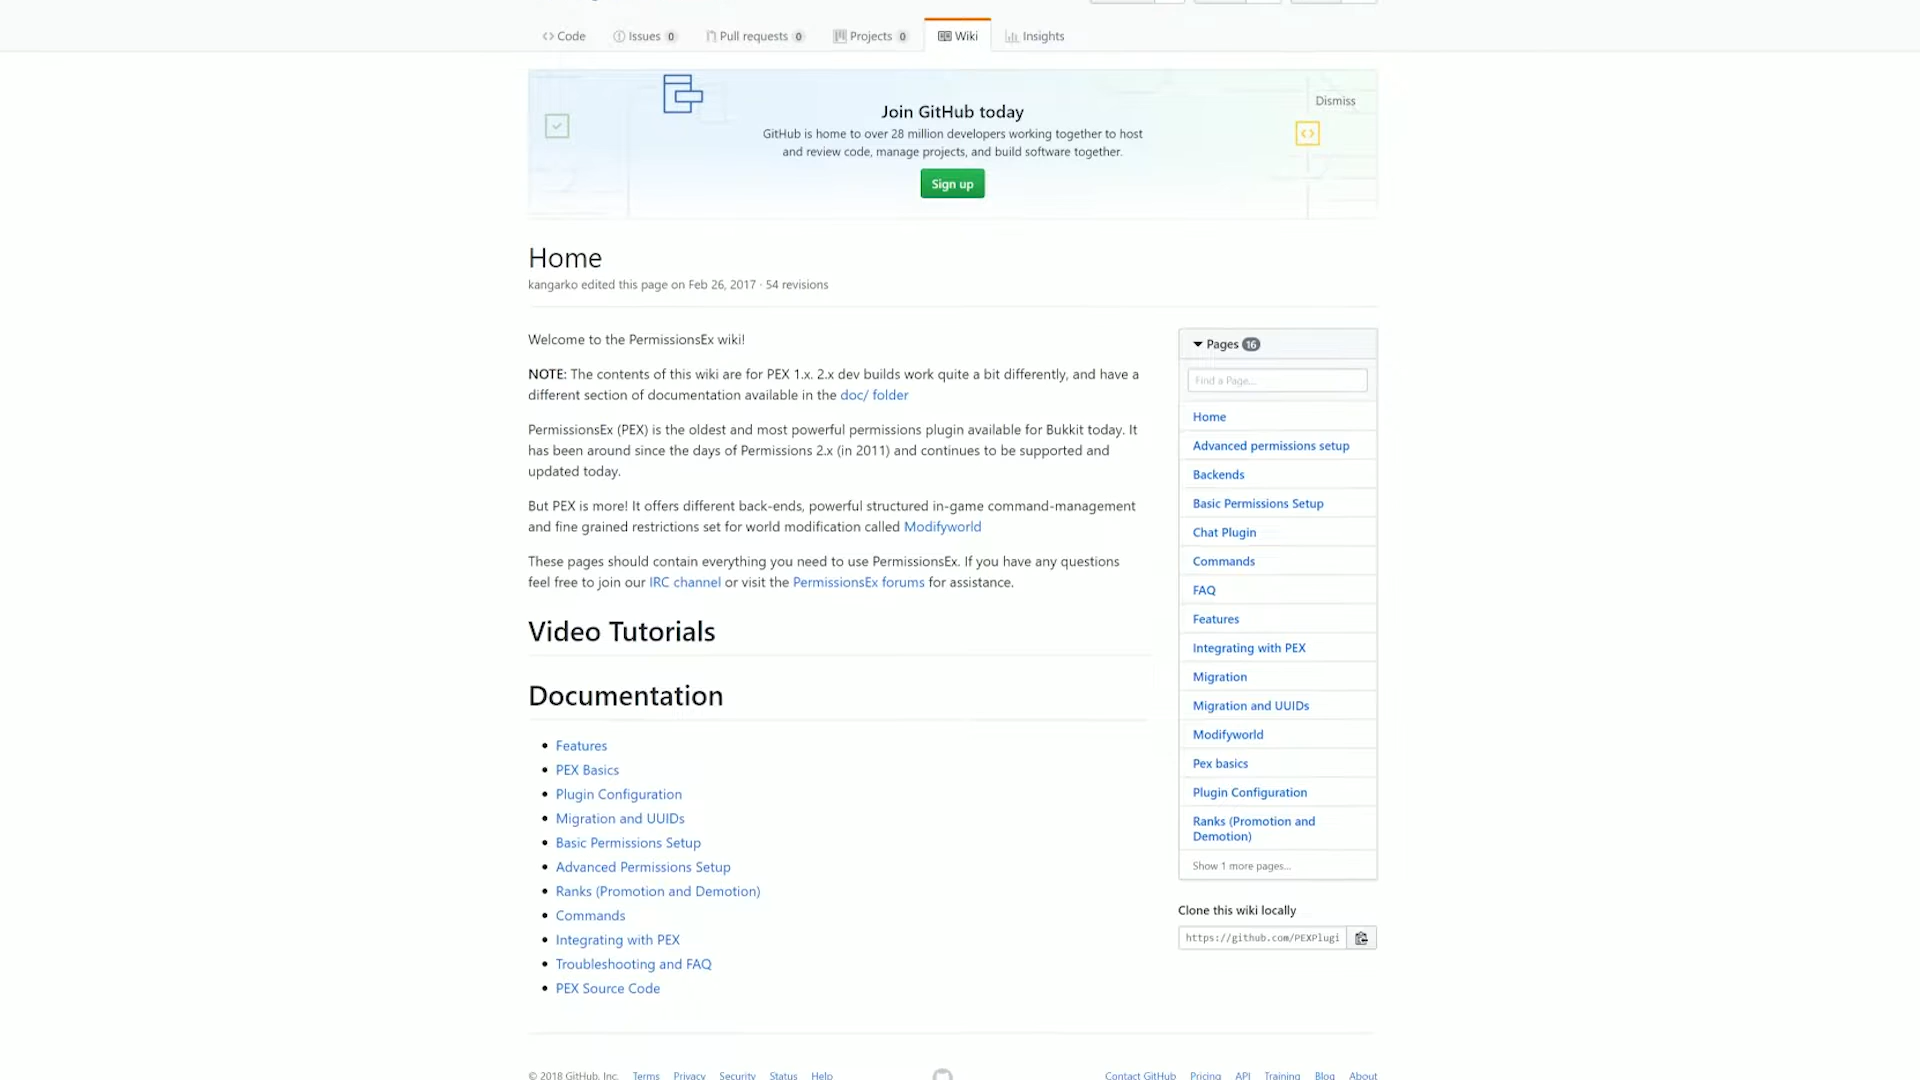 Code
Issues 0
Pull requests 0
Projects 0
Wiki
Insights
Join GitHub today
Dismiss
GitHub is home to over 28 million developers working together to host
and review code, manage projects, and build software together.
Sign up
Home
kangarko edited this page on Feb 26, 2017 · 54 revisions
Welcome to the PermissionsEx wiki!
NOTE: The contents of this wiki are for PEX 1.x. 2.x dev builds work quite a bit differently, and have a
different section of documentation available in the doc/ folder
PermissionsEx (PEX) is the oldest and most powerful permissions plugin available for Bukkit today. It
has been around since the days of Permissions 2.x (in 2011) and continues to be supported and
updated today.
But PEX is more! It offers different back-ends, powerful structured in-game command-management
and fine grained restrictions set for world modification called Modifyworld
These pages should contain everything you need to use PermissionsEx. If you have any questions
feel free to join our IRC channel or visit the PermissionsEx forums for assistance.
Video Tutorials
Documentation
Features
PEX Basics
Plugin Configuration
Migration and UUIDs
Basic Permissions Setup
Advanced Permissions Setup
Ranks (Promotion and Demotion)
Commands
Integrating with PEX
Troubleshooting and FAQ
PEX Source Code
Pages 16
Find a Page...
Home
Advanced permissions setup
Backends
Basic Permissions Setup
Chat Plugin
Commands
FAQ
Features
Integrating with PEX
Migration
Migration and UUIDs
Modifyworld
Pex basics
Plugin Configuration
Ranks (Promotion and
Demotion)
Show 1 more pages...
Clone this wiki locally
https://github.com/PEXPlugi
© 2018 GitHub, Inc. Terms Privacy Security Status Help
Contact GitHub Pricing API Training Blog About